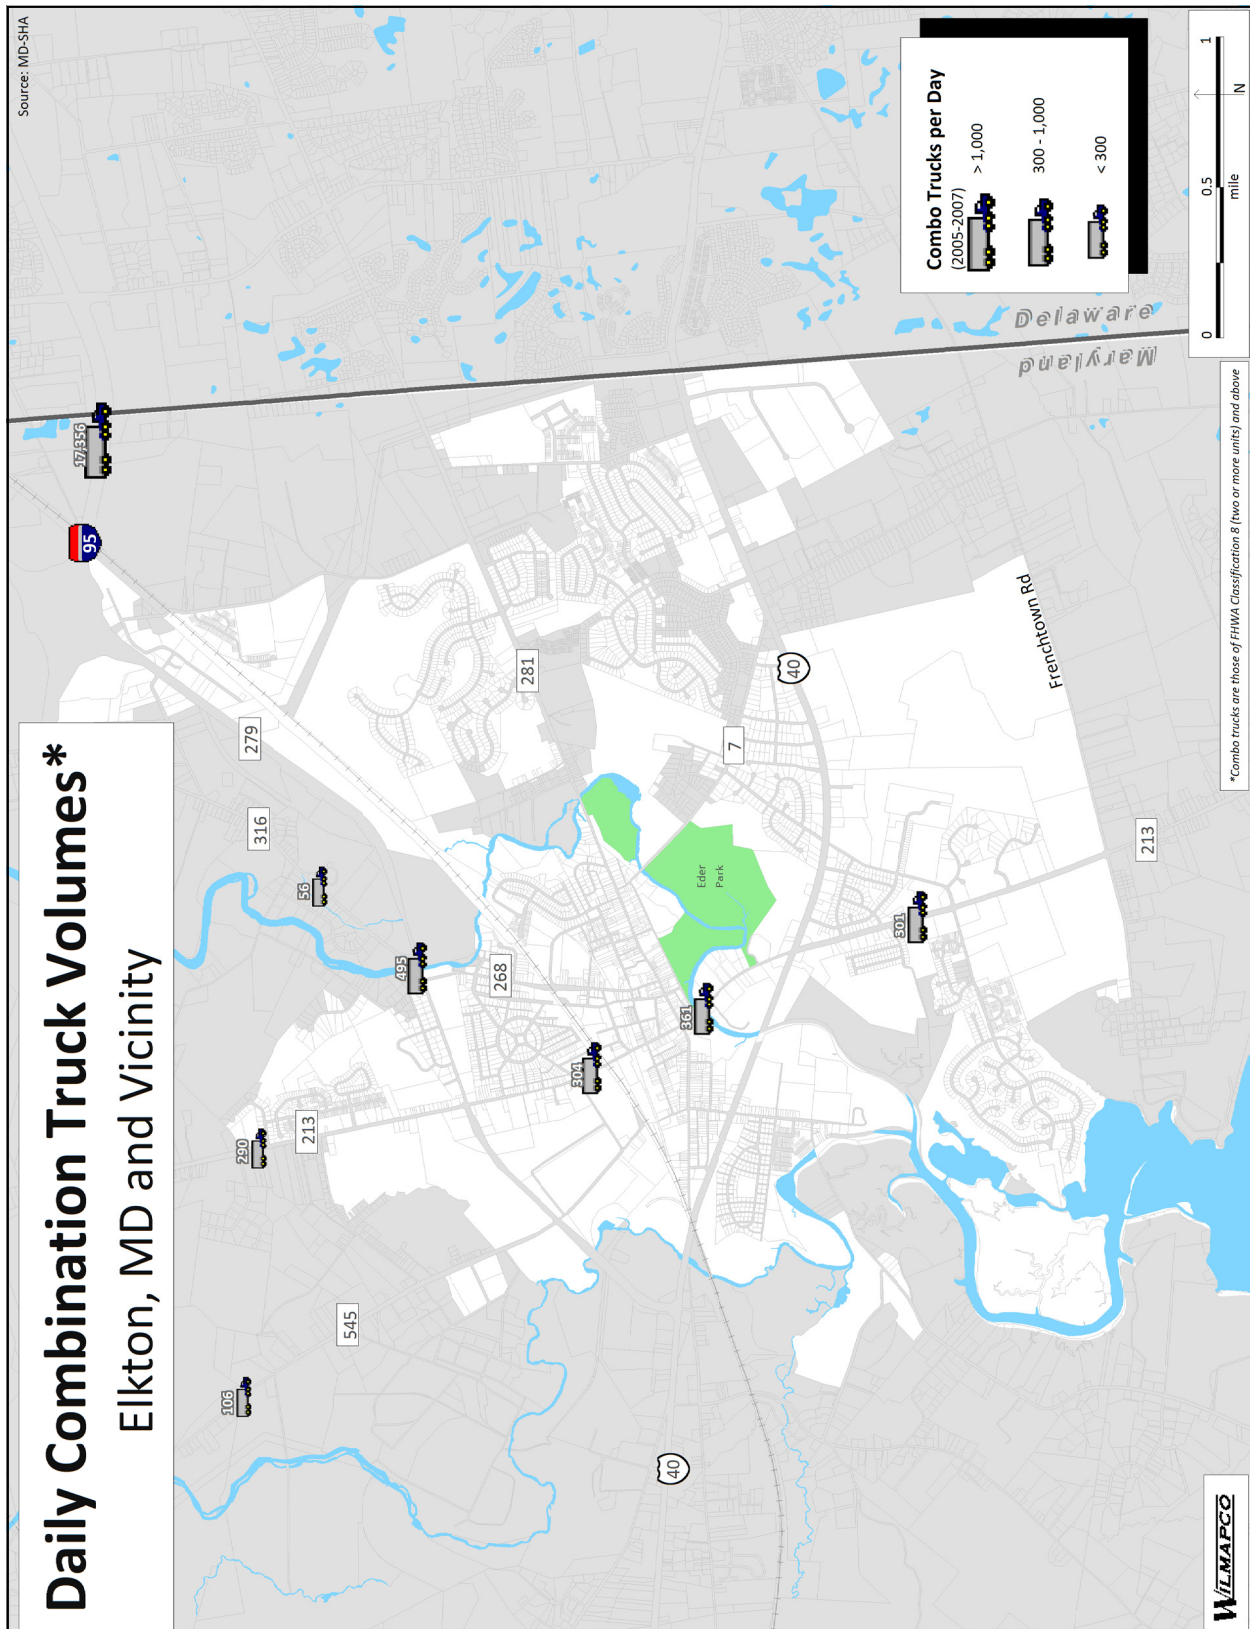 Daily Combination Truck Volumes*
Elkton, MD and Vicinity
Source: MD-SHA
106
290
495
56
17,356
304
361
301
545
213
316
279
95
268
281
7
40
40
213
Eder
Park
Frenchtown Rd
Maryland
Delaware
Combo Trucks per Day
(2005-2007)
> 1,000
300 - 1,000
< 300
0
0.5
1
mile
N
*Combo trucks are those of FHWA Classification 8 (two or more units) and above
WILMAPCO